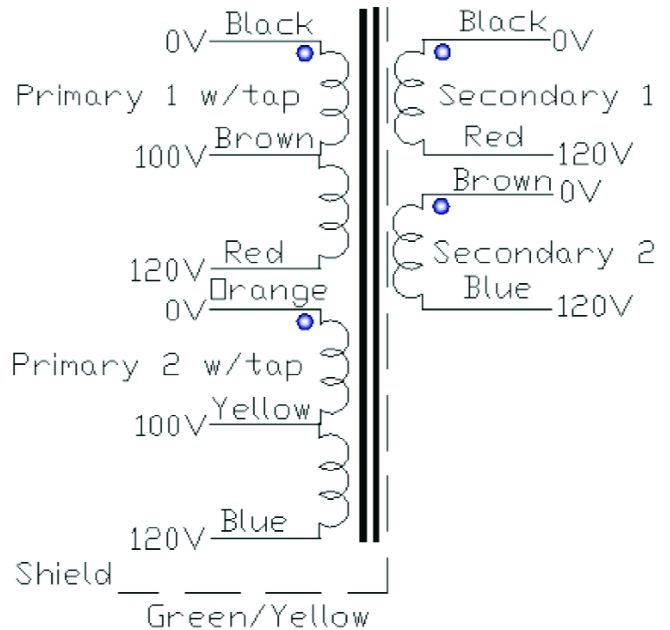 0V Black
Primary 1 w/tap
100V Brown
120V Red
0V Orange
Primary 2 w/tap
100V Yellow
120V Blue
Shield
Green/Yellow
Black 0V
Secondary 1
Red 120V
Brown 0V
Secondary 2
Blue 120V